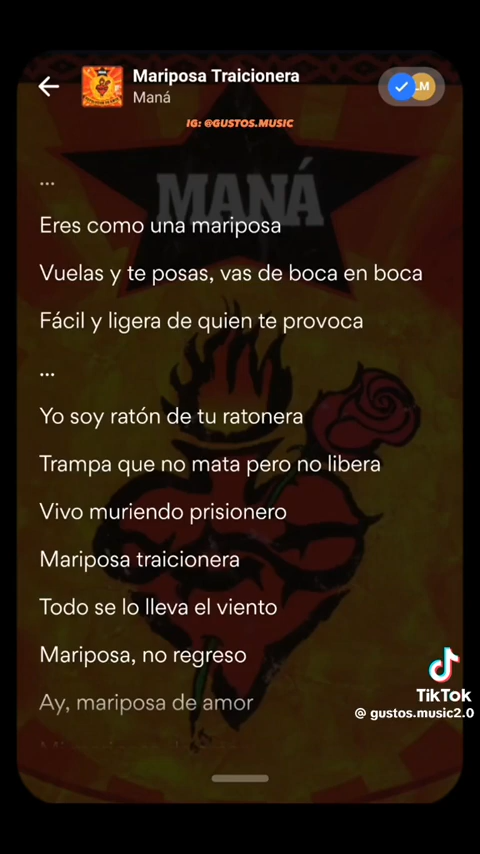 Mariposa Traicionera
Maná
LM
IG: @GUSTOS.MUSIC
MANÁ
...
Eres como una mariposa
Vuelas y te posas, vas de boca en boca
Fácil y ligera de quien te provoca
...
Yo soy ratón de tu ratonera
Trampa que no mata pero no libera
Vivo muriendo prisionero
Mariposa traicionera
Todo se lo lleva el viento
Mariposa, no regreso
Ay, mariposa de amor
TikTok
@ gustos.music2.0